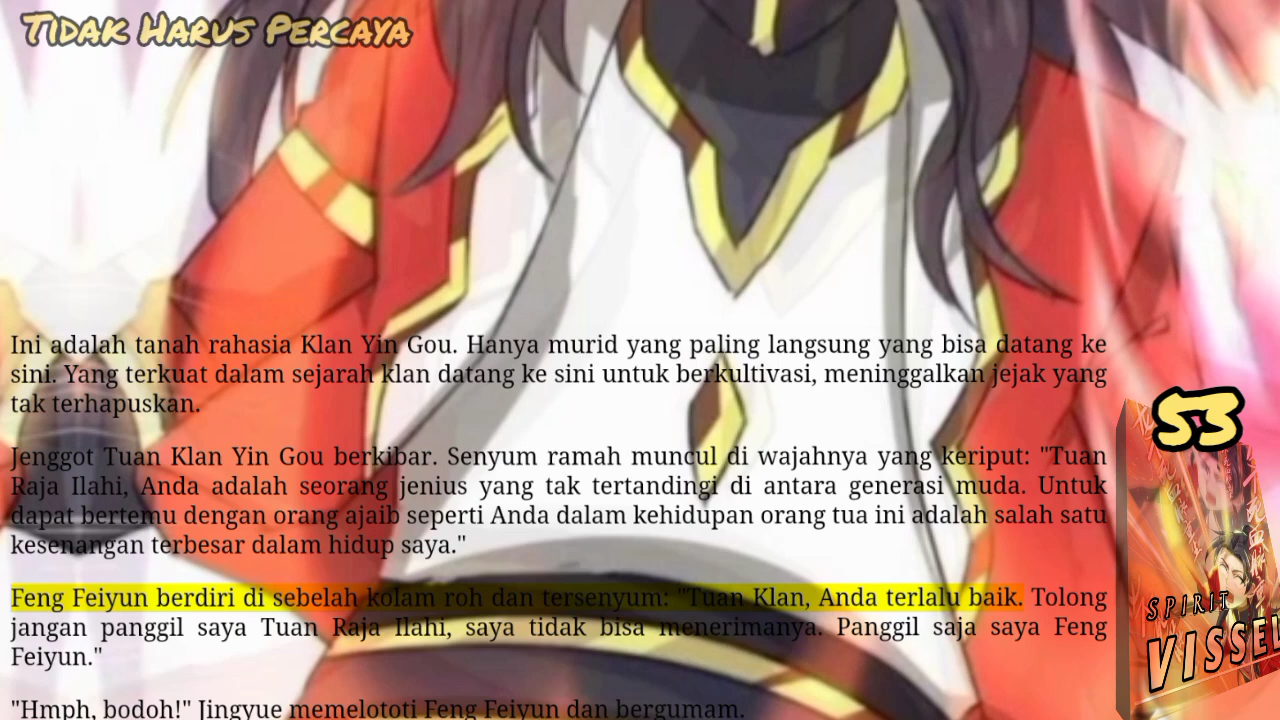 Tidak Harus Percaya
Ini adalah tanah rahasia Klan Yin Gou. Hanya murid yang paling langsung yang bisa datang ke
sini. Yang terkuat dalam sejarah klan datang ke sini untuk berkultivasi, meninggalkan jejak yang
tak terhapuskan.
Jenggot Tuan Klan Yin Gou berkibar. Senyum ramah muncul di wajahnya yang keriput: "Tuan
Raja Ilahi, Anda adalah seorang jenius yang tak tertandingi di antara generasi muda. Untuk
dapat bertemu dengan orang ajaib seperti Anda dalam kehidupan orang tua ini adalah salah satu
kesenangan terbesar dalam hidup saya."
Feng Feiyun berdiri di sebelah kolam roh dan tersenyum: "Tuan Klan, Anda terlalu baik. Tolong
jangan panggil saya Tuan Raja Ilahi, saya tidak bisa menerimanya. Panggil saja saya Feng
Feiyun."
"Hmph, bodoh!" Jingyue memelototi Feng Feiyun dan bergumam.
53
SPIRIT
VISSEL